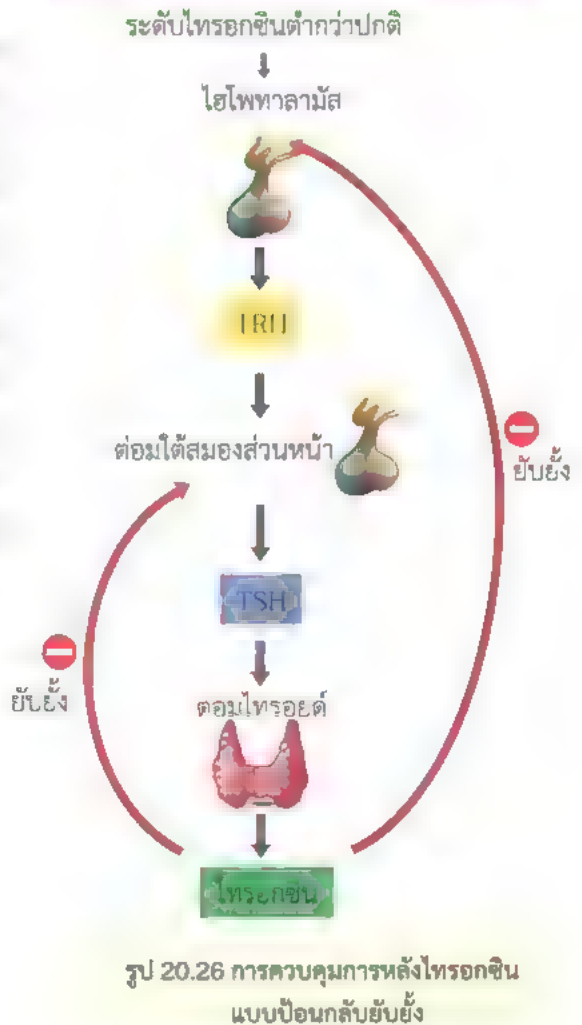 ระดับไทรอกซินต่ำกว่าปกติ
ไฮโพทาลามัส
TRH
ต่อมใต้สมองส่วนหน้า
ยับยั้ง
TSH
ยับยั้ง
ต่อมไทรอยด์
ไทรอกซิน
รูป 20.26 การควบคุมการหลั่งไทรอกซิน
แบบป้อนกลับยับยั้ง